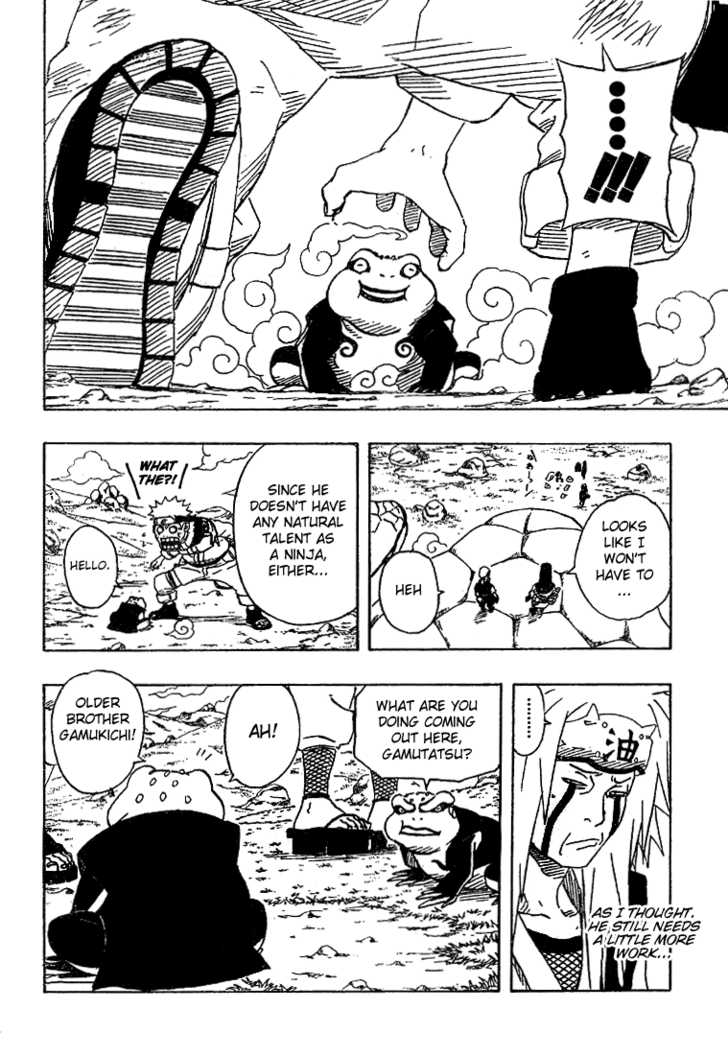 ....!!!
LOOKS
LIKE I
WON'T
HAVE TO
...
HEH
SINCE HE
DOESN'T HAVE
ANY NATURAL
TALENT AS
A NINJA,
EITHER...
WHAT
THE?!
HELLO.
........
油
AS I THOUGHT.
HE STILL NEEDS
A LITTLE MORE
WORK...
WHAT ARE YOU
DOING COMING
OUT HERE,
GAMUTATSU?
AH!
OLDER
BROTHER
GAMUKICHI!